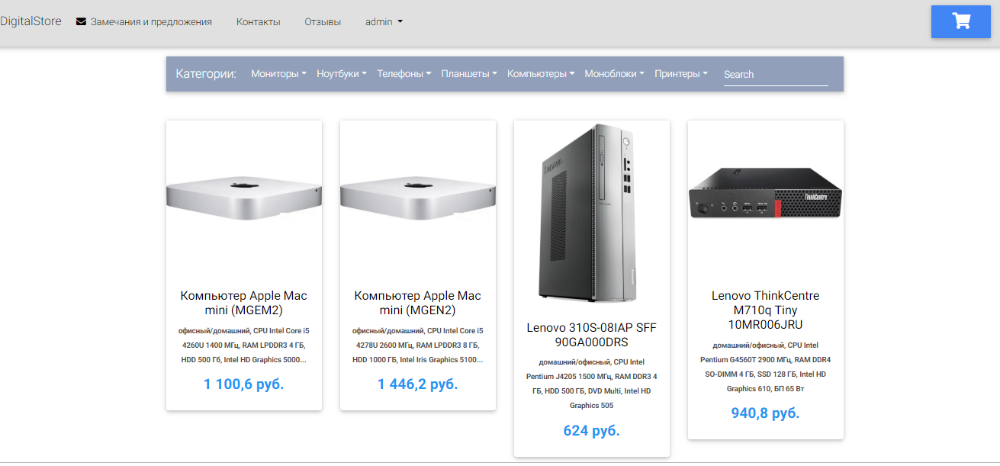 DigitalStore Замечания и предложения Контакты Отзывы admin
Категории: Мониторы Ноутбуки Телефоны Планшеты Компьютеры Моноблоки Принтеры Search
Компьютер Apple Mac
mini (MGEM2)
офисный/домашний, CPU Intel Core i5
4260U 1400 МГц, RAM LPDDR3 4 ГБ,
HDD 500 Гб, Intel HD Graphics 5000...
1 100,6 руб.
Компьютер Apple Mac
mini (MGEN2)
офисный/домашний, CPU Intel Core i5
4278U 2600 МГц, RAM LPDDR3 8 ГБ,
HDD 1000 ГБ, Intel Iris Graphics 5100...
1 446,2 руб.
Lenovo
Lenovo 310S-08IAP SFF
90GA000DRS
домашний/офисный, CPU Intel
Pentium J4205 1500 МГц, RAM DDR3 4
ГБ, HDD 500 ГБ, DVD Multi, Intel HD
Graphics 505
624 руб.
ThinkCentre
Lenovo ThinkCentre
M710q Tiny
10MR006JRU
домашний/офисный, CPU Intel
Pentium G4560T 2900 МГц, RAM DDR4
SO-DIMM 4 ГБ, SSD 128 ГБ, Intel HD
Graphics 610, БП 65 Вт
940,8 руб.